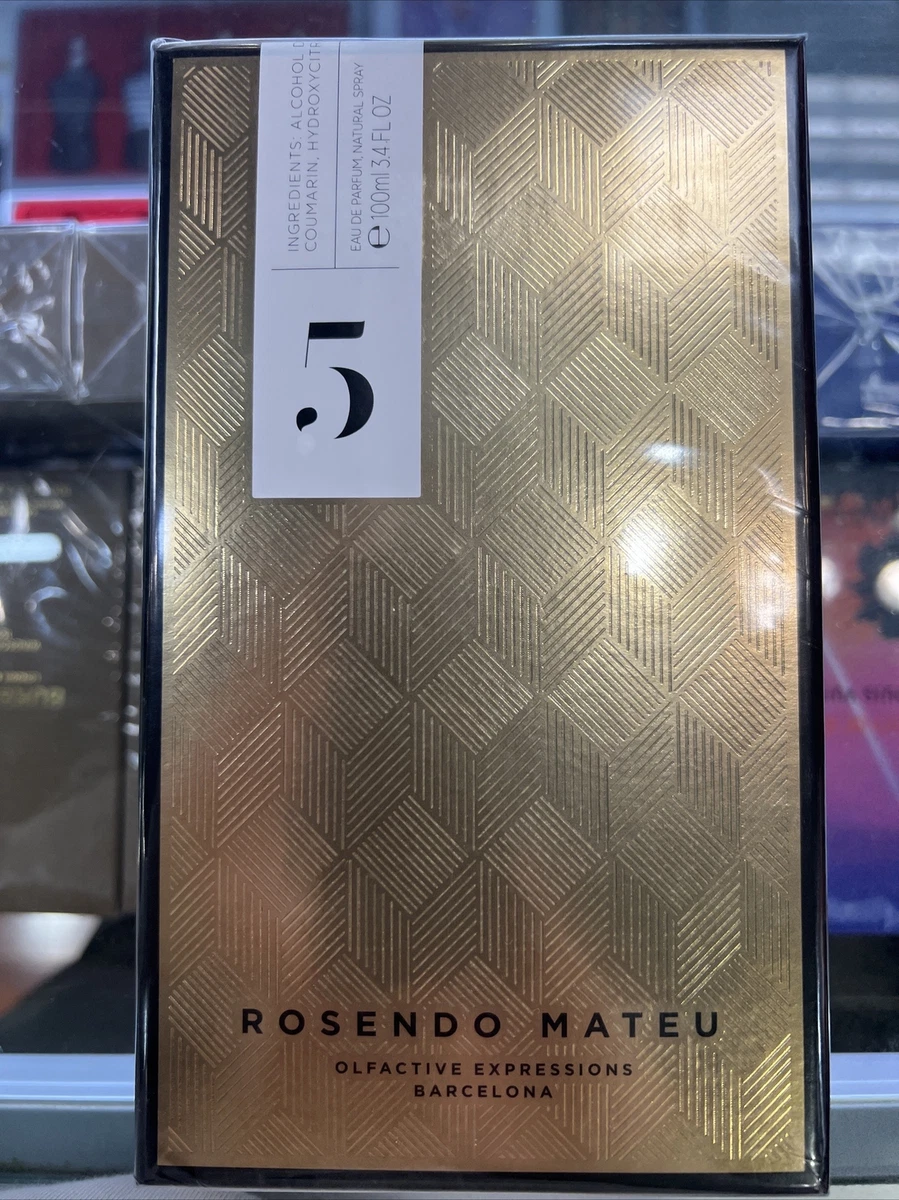 INGREDIENTS: ALCOHOL
COUMARIN,
EAU DE PARFUM, NATURAL SPRAY
e 100ml 3.4 FL OZ
5
ROSENDO MATEU
OLFACTIVE EXPRESSIONS
BARCELONA